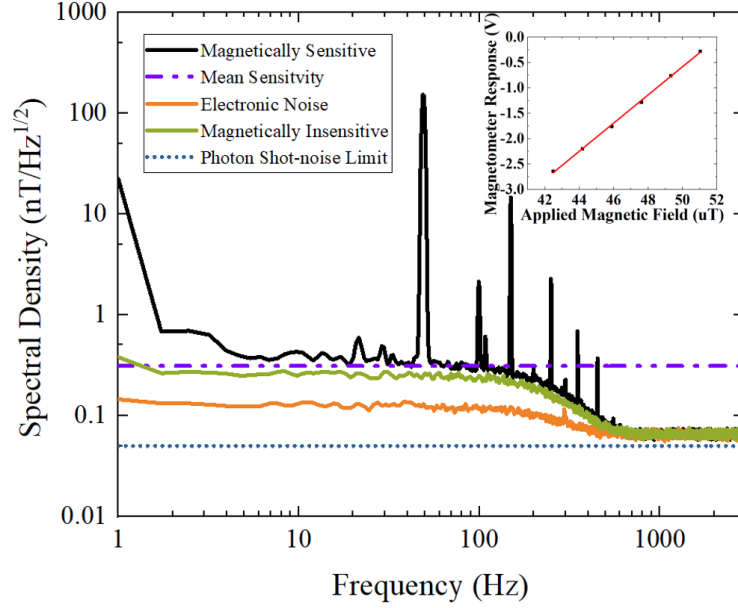 1000
100
10
1
0.1
0.01
Spectral Density (nT/Hz^1/2)
Magnetically Sensitive
Mean Sensitvity
Electronic Noise
Magnetically Insensitive
Photon Shot-noise Limit
Magnetometer Response (V)
0.0
-0.5
-1.0
-1.5
-2.0
-2.5
-3.0
42 44 46 48 50 52
Applied Magnetic Field (uT)
1 10 100 1000
Frequency (Hz)